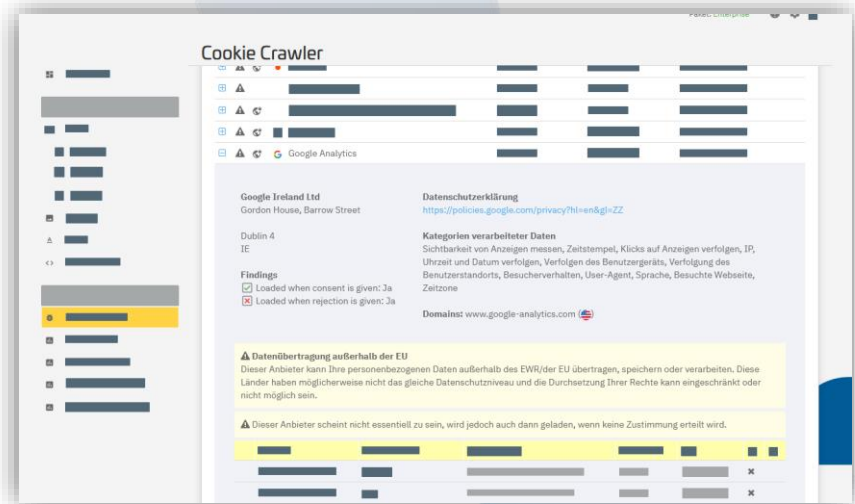 Paket: Enterprise
Cookie Crawler
Google Analytics
Google Ireland Ltd
Gordon House, Barrow Street
Dublin 4
IE
Findings
Loaded when consent is given: Ja
Loaded when rejection is given: Ja
Datenschutzerklärung
https://policies.google.com/privacy?hl=en&gl=ZZ
Kategorien verarbeiteter Daten
Sichtbarkeit von Anzeigen messen, Zeitstempel, Klicks auf Anzeigen verfolgen, IP,
Uhrzeit und Datum verfolgen, Verfolgen des Benutzergeräts, Verfolgung des
Benutzerstandorts, Besucherverhalten, User-Agent, Sprache, Besuchte Webseite,
Zeitzone
Domains: www.google-analytics.com ( )
Datenübertragung außerhalb der EU
Dieser Anbieter kann Ihre personenbezogenen Daten außerhalb des EWR/der EU übertragen, speichern oder verarbeiten. Diese
Länder haben möglicherweise nicht das gleiche Datenschutzniveau und die Durchsetzung Ihrer Rechte kann eingeschränkt oder
nicht möglich sein.
Dieser Anbieter scheint nicht essentiell zu sein, wird jedoch auch dann geladen, wenn keine Zustimmung erteilt wird.